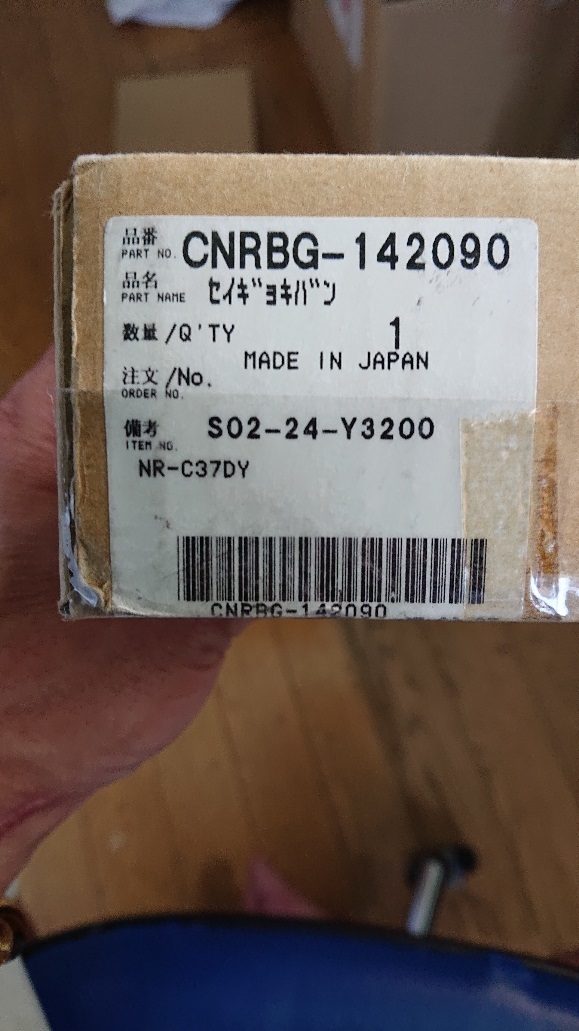 品番 CNRBG-142090
PART NO.
品名 セイギョキバン
PART NAME
数量/Q'TY 1
MADE IN JAPAN
注文/No.
ORDER NO.
備考 S02-24-Y3200
ITEM NO.
NR-C37DY
CNRBG-142090